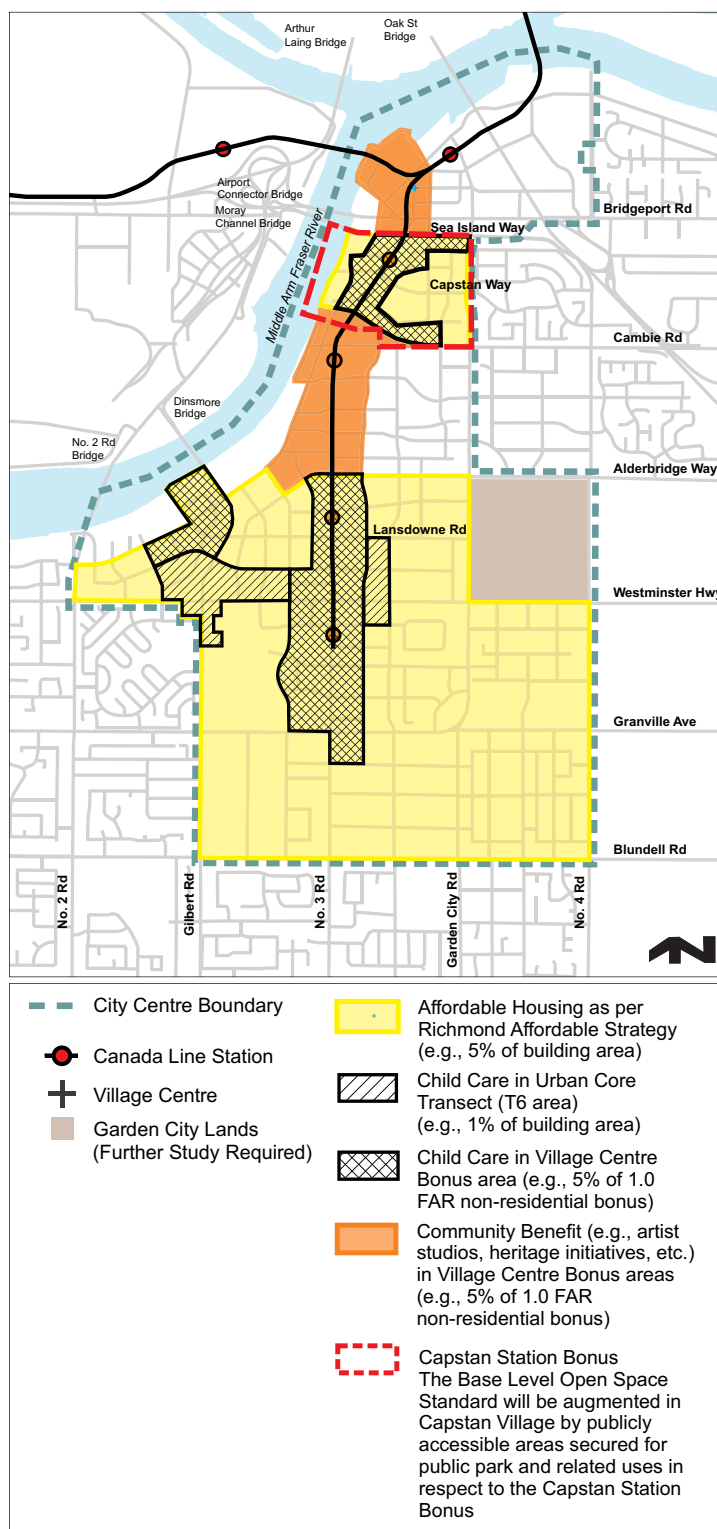 Arthur
Laing Bridge
Oak St
Bridge
Airport
Connector Bridge
Moray
Channel Bridge
Bridgeport Rd
Sea Island Way
Middle Arm Fraser River
Capstan Way
Cambie Rd
Dinsmore
Bridge
No. 2 Rd
Bridge
Alderbridge Way
Lansdowne Rd
Westminster Hwy
Granville Ave
Blundell Rd
No. 2 Rd
Gilbert Rd
No. 3 Rd
Garden City Rd
No. 4 Rd
N
City Centre Boundary
Canada Line Station
Village Centre
Garden City Lands
(Further Study Required)
Affordable Housing as per
Richmond Affordable Strategy
(e.g., 5% of building area)
Child Care in Urban Core
Transect (T6 area)
(e.g., 1% of building area)
Child Care in Village Centre
Bonus area (e.g., 5% of 1.0
FAR non-residential bonus)
Community Benefit (e.g., artist
studios, heritage initiatives, etc.)
in Village Centre Bonus areas
(e.g., 5% of 1.0 FAR
non-residential bonus)
Capstan Station Bonus
The Base Level Open Space
Standard will be augmented in
Capstan Village by publicly
accessible areas secured for
public park and related uses in
respect to the Capstan Station
Bonus